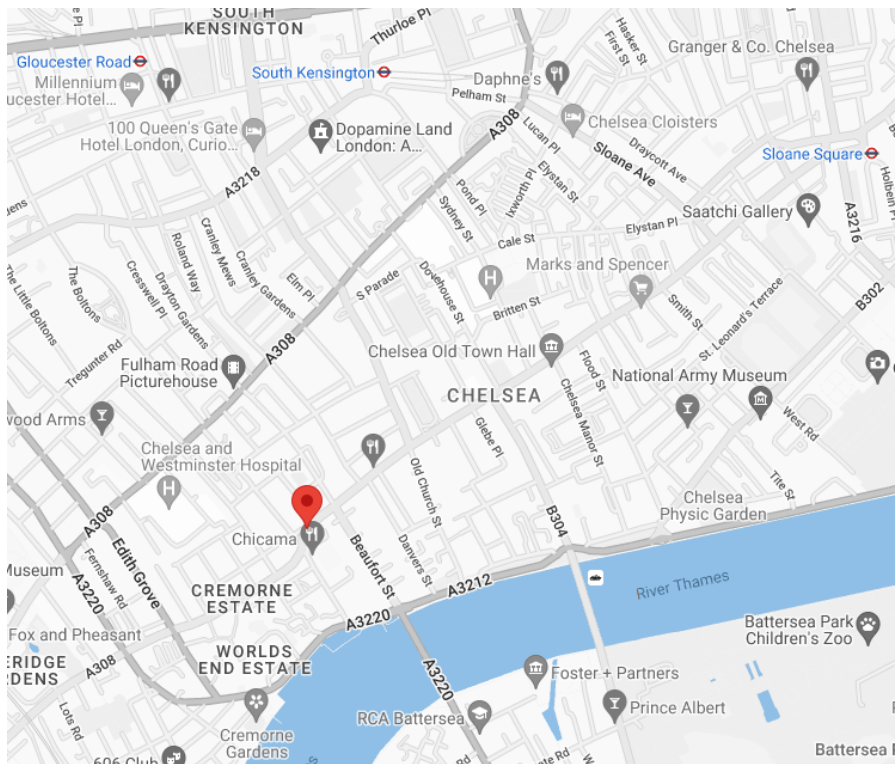 SOUTH
KENSINGTON
Thurloe Pl
Hasker St
First St
Granger & Co. Chelsea
Gloucester Road
South Kensington
Daphne's
Millennium
ucester Hotel...
Pelham St
100 Queen's Gate
Hotel London, Curio...
Dopamine Land
London: A...
A308
Lucan Pl
Chelsea Cloisters
Sloane Ave
Draycott Ave
Sloane Square
Holbein
A3218
Pond Pl
Sydney St
Ixworth Pl
Elystan St
Elystan Pl
Saatchi Gallery
A3216
ens
Cranley Mews
Roland Way
Cranley Gardens
Drayton Gardens
Cresswell Pl
The Boltons
The Little Boltons
Elm Pl
S Parade
Dovehouse St
Cale St
Marks and Spencer
Britten St
Smith St
St. Leonard's Terrace
B302
Tregunter Rd
A308
Fulham Road
Picturehouse
Chelsea Old Town Hall
Flood St
National Army Museum
CHELSEA
Chelsea Manor St
wood Arms
Glebe Pl
West Rd
Chelsea and
Westminster Hospital
Old Church St
Tite St
Chelsea
Physic Garden
A308
Chicama
Beaufort St
Danvers St
B304
Edith Grove
Fernshaw Rd
Museum
A3220
CREMORNE
ESTATE
A3212
River Thames
A3220
Fox and Pheasant
WORLDS
END ESTATE
Battersea Park
Children's Zoo
ERIDGE
RDENS
A308
A3220
Foster + Partners
Lots Rd
Cremorne
Gardens
RCA Battersea
Prince Albert
606 Club
Battersea P